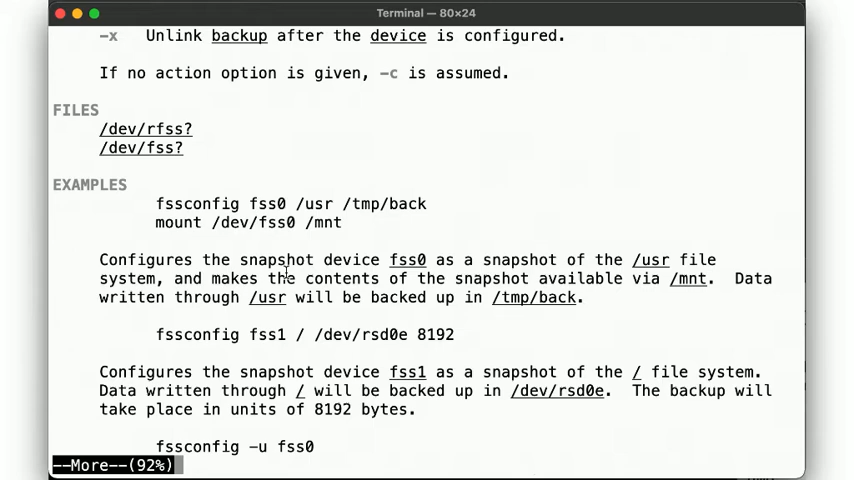 Terminal — 80×24
-x   Unlink backup after the device is configured.
If no action option is given, -c is assumed.
FILES
/dev/rfss?
/dev/fss?
EXAMPLES
fssconfig fss0 /usr /tmp/back
mount /dev/fss0 /mnt
Configures the snapshot device fss0 as a snapshot of the /usr file
system, and makes the contents of the snapshot available via /mnt.  Data
written through /usr will be backed up in /tmp/back.
fssconfig fss1 / /dev/rsd0e 8192
Configures the snapshot device fss1 as a snapshot of the / file system.
Data written through / will be backed up in /dev/rsd0e.  The backup will
take place in units of 8192 bytes.
fssconfig -u fss0
--More--(92%)